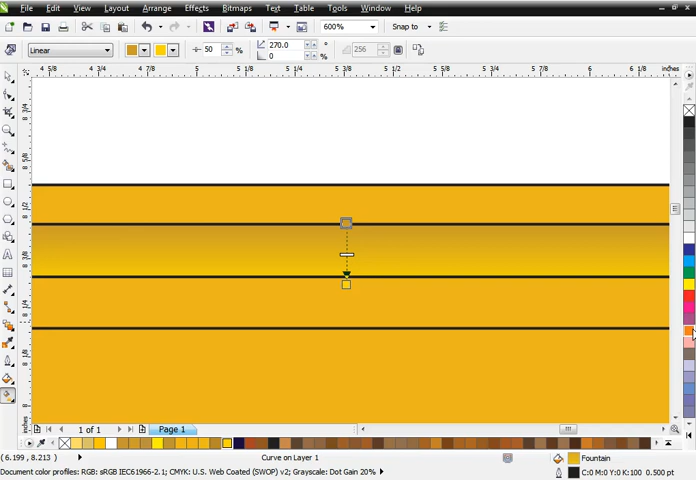 File Edit View Layout Arrange Effects Bitmaps Text Table Tools Window Help
600% Snap to
Linear 50 % 270.0 ° 256
0
4 5/8 4 3/4 4 7/8 5 5 1/8 5 1/4 5 3/8 5 1/2 5 5/8 5 3/4 5 7/8 6 6 1/8 inches
1 of 1 Page 1
( 6.199 , 8.213 ) Curve on Layer 1 Fountain
Document color profiles: RGB: sRGB IEC61966-2.1; CMYK: U.S. Web Coated (SWOP) v2; Grayscale: Dot Gain 20% C:0 M:0 Y:0 K:100 0.500 pt